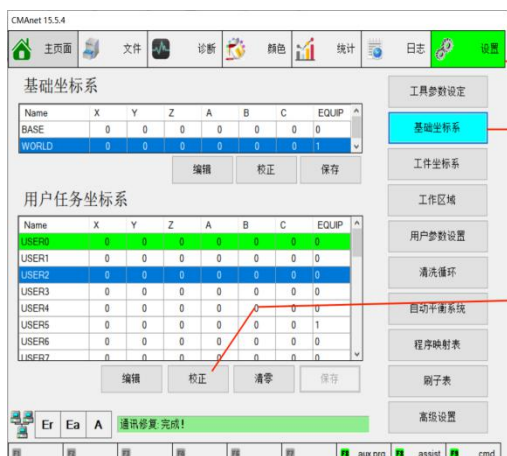 CMAnet 15.5.4
主页面 文件 诊断 颜色 统计 日志 设置
基础坐标系
Name X Y Z A B C EQUIP
BASE 0 0 0 0 0 0 0
WORLD 0 0 0 0 0 0 1
编辑 校正 保存
用户任务坐标系
Name X Y Z A B C EQUIP
USER0 0 0 0 0 0 0 0
USER1 0 0 0 0 0 0 0
USER2 0 0 0 0 0 0 0
USER3 0 0 0 0 0 0 0
USER4 0 0 0 0 0 0 0
USER5 0 0 0 0 0 0 1
USER6 0 0 0 0 0 0 0
USER7 0 0 0 0 0 0 0
编辑 校正 清零 保存
工具参数设定
基础坐标系
工件坐标系
工作区域
用户参数设置
清洗循环
自动平衡系统
程序映射表
刷子表
高级设置
Er Ea A 通讯修复:完成!
aux prg assist cmd